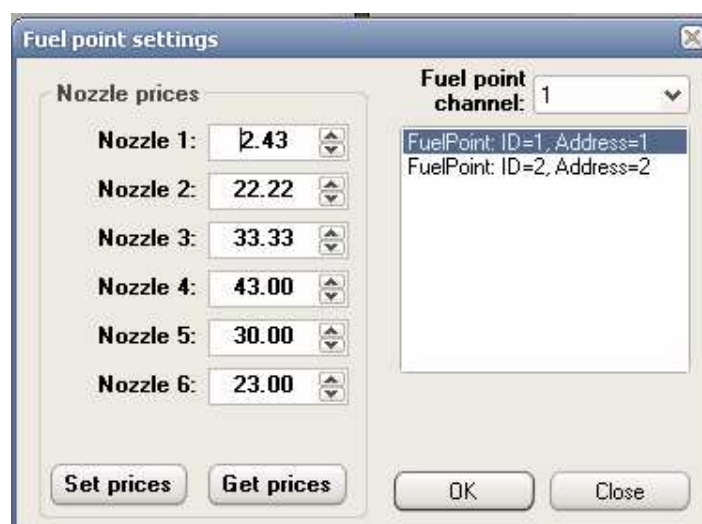 Fuel point settings
Nozzle prices
Nozzle 1: 2.43
Nozzle 2: 22.22
Nozzle 3: 33.33
Nozzle 4: 43.00
Nozzle 5: 30.00
Nozzle 6: 23.00
Set prices Get prices
Fuel point
channel: 1
FuelPoint: ID=1, Address=1
FuelPoint: ID=2, Address=2
OK Close